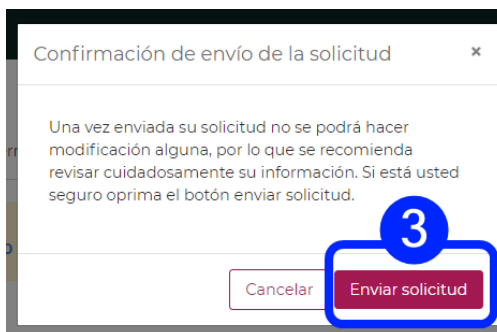 Confirmación de envío de la solicitud ×
Una vez enviada su solicitud no se podrá hacer
modificación alguna, por lo que se recomienda
revisar cuidadosamente su información. Si está usted
seguro oprima el botón enviar solicitud.
3
Cancelar Enviar solicitud